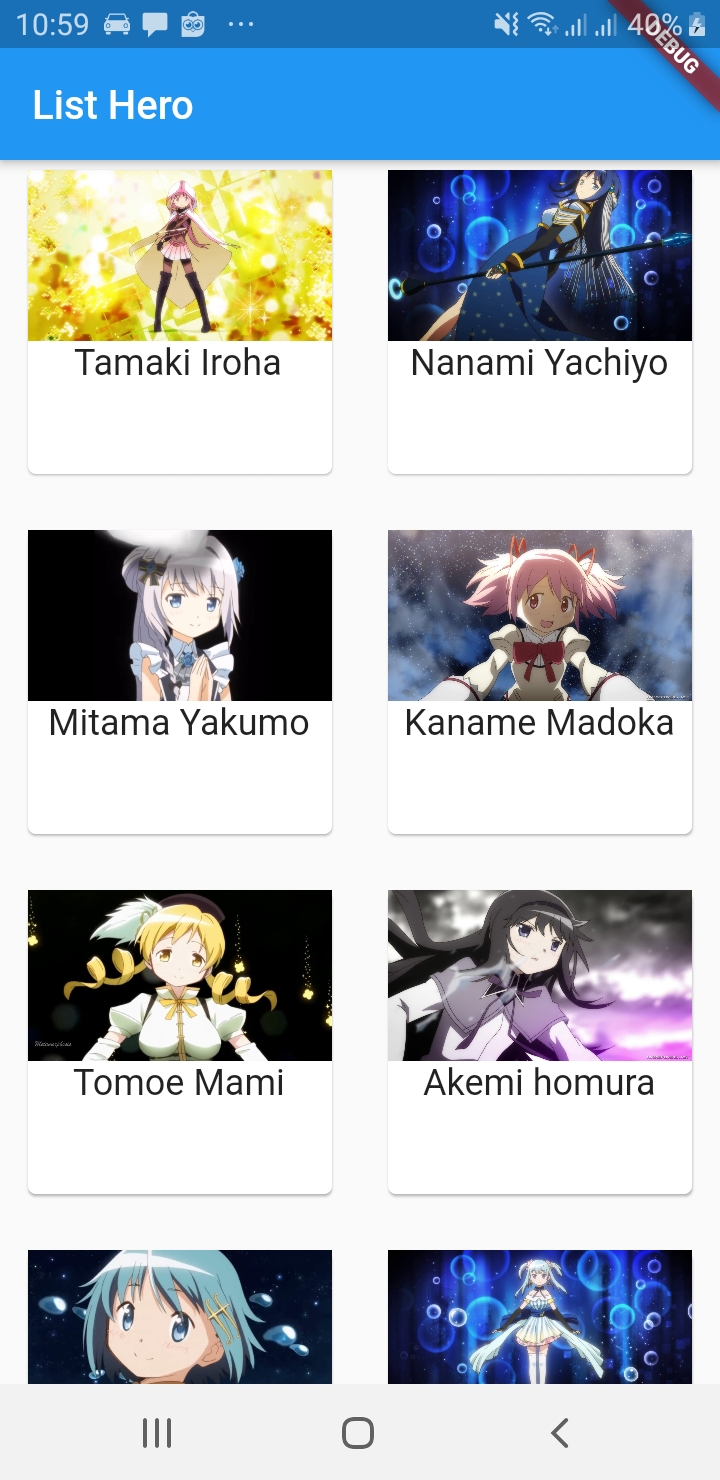 10:59
40%
DEBUG
List Hero
Tamaki Iroha
Nanami Yachiyo
Mitama Yakumo
Kaname Madoka
Tomoe Mami
Akemi homura